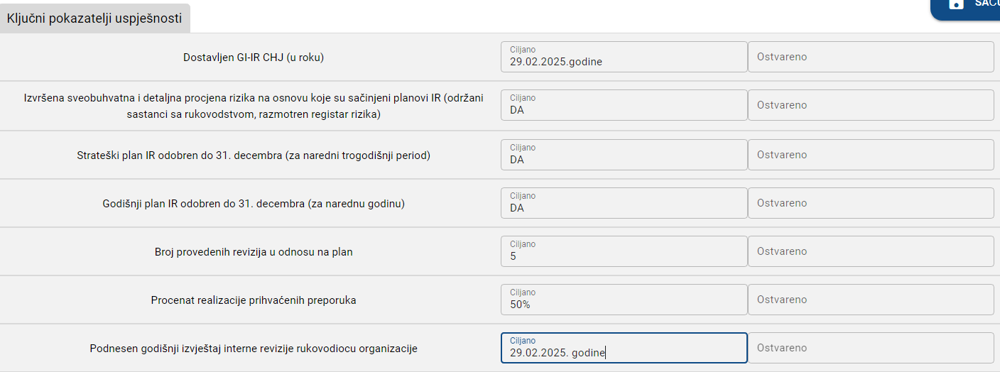 Ključni pokazatelji uspješnosti
Dostavljen GI-IR CHJ (u roku)
Ciljano
29.02.2025.godine
Ostvareno
Izvršena sveobuhvatna i detaljna procjena rizika na osnovu koje su sačinjeni planovi IR (održani
sastanci sa rukovodstvom, razmotren registar rizika)
Ciljano
DA
Ostvareno
Strateški plan IR odobren do 31. decembra (za naredni trogodišnji period)
Ciljano
DA
Ostvareno
Godišnji plan IR odobren do 31. decembra (za narednu godinu)
Ciljano
DA
Ostvareno
Broj provedenih revizija u odnosu na plan
Ciljano
5
Ostvareno
Procenat realizacije prihvaćenih preporuka
Ciljano
50%
Ostvareno
Podnesen godišnji izvještaj interne revizije rukovodiocu organizacije
Ciljano
29.02.2025. godine
Ostvareno